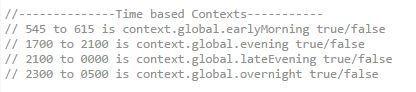 //--------------Time based Contexts-----------
// 545 to 615 is context.global.earlyMorning true/false
// 1700 to 2100 is context.global.evening true/false
// 2100 to 0000 is context.global.lateEvening true/false
// 2300 to 0500 is context.global.overnight true/false